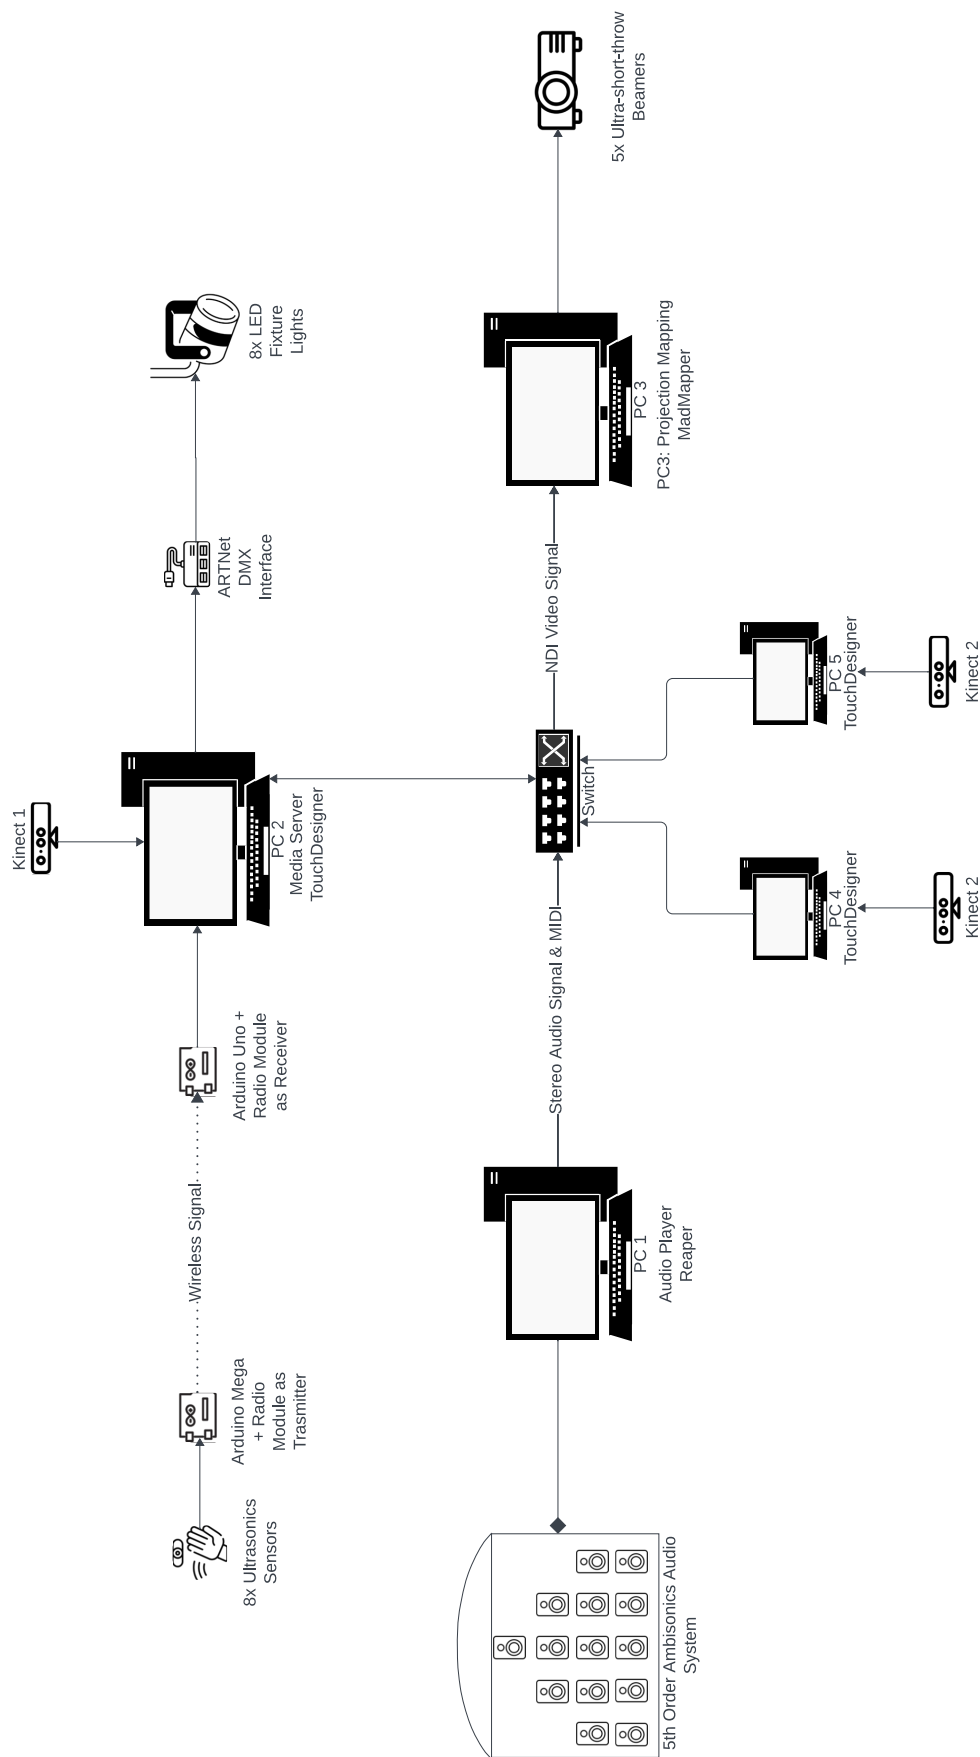 8x Ultrasonics
Sensors
Arduino Mega
+ Radio
Module as
Trasmitter
Wireless Signal
Arduino Uno +
Radio Module
as Receiver
Kinect 1
PC 2
Media Server
TouchDesigner
ARTNet
DMX
Interface
8x LED
Fixture
Lights
5th Order Ambisonics Audio
System
PC 1
Audio Player
Reaper
Stereo Audio Signal & MIDI
Switch
NDI Video Signal
PC 3
PC3: Projection Mapping
MadMapper
5x Ultra-short-throw
Beamers
PC 4
TouchDesigner
Kinect 2
PC 5
TouchDesigner
Kinect 2